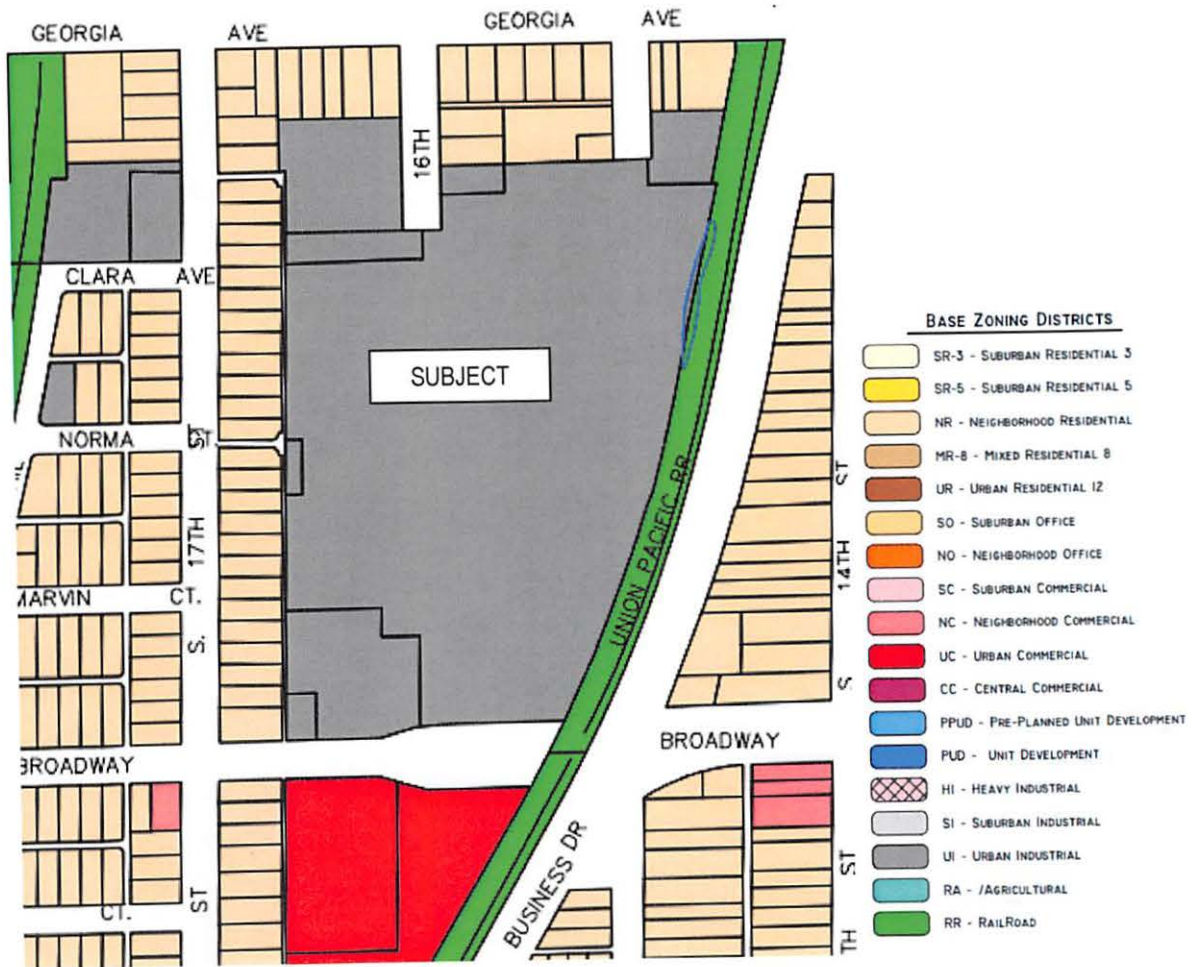 GEORGIA AVE GEORGIA AVE
16TH
CLARA AVE
SUBJECT
NORMA ST.
17TH
S.
MARVIN CT.
UNION PACIFIC RR
ST
14TH
S
BROADWAY
BROADWAY
BUSINESS DR
CT.
ST
ST
TH
BASE ZONING DISTRICTS
SR-3 - SUBURBAN RESIDENTIAL 3
SR-5 - SUBURBAN RESIDENTIAL 5
NR - NEIGHBORHOOD RESIDENTIAL
MR-8 - MIXED RESIDENTIAL 8
UR - URBAN RESIDENTIAL 12
SO - SUBURBAN OFFICE
NO - NEIGHBORHOOD OFFICE
SC - SUBURBAN COMMERCIAL
NC - NEIGHBORHOOD COMMERCIAL
UC - URBAN COMMERCIAL
CC - CENTRAL COMMERCIAL
PPUD - PRE-PLANNED UNIT DEVELOPMENT
PUD - UNIT DEVELOPMENT
HI - HEAVY INDUSTRIAL
SI - SUBURBAN INDUSTRIAL
UI - URBAN INDUSTRIAL
RA - /AGRICULTURAL
RR - RAILROAD